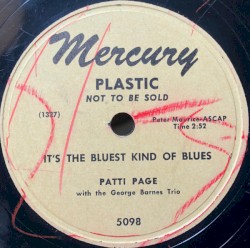 Mercury
PLASTIC
NOT TO BE SOLD
(1327)
Peter Maurice-ASCAP
Time 2:52
IT'S THE BLUEST KIND OF BLUES
PATTI PAGE
with the George Barnes Trio
5098